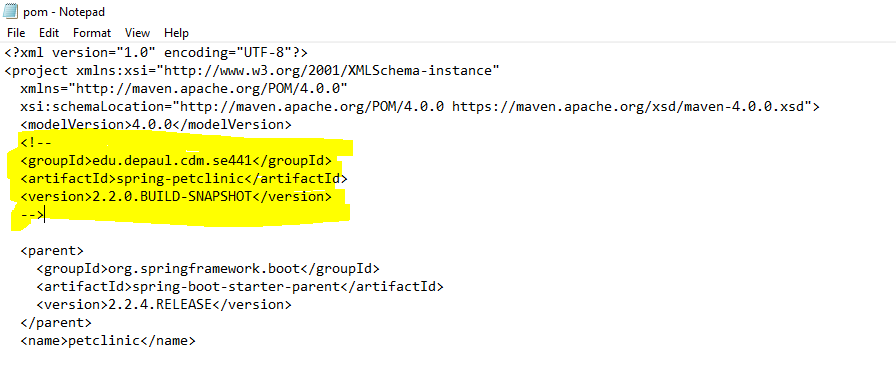 pom - Notepad
File Edit Format View Help
<?xml version="1.0" encoding="UTF-8"?>
<project xmlns:xsi="http://www.w3.org/2001/XMLSchema-instance"
  xmlns="http://maven.apache.org/POM/4.0.0"
  xsi:schemaLocation="http://maven.apache.org/POM/4.0.0 https://maven.apache.org/xsd/maven-4.0.0.xsd">
  <modelVersion>4.0.0</modelVersion>
  <!--
  <groupId>edu.depaul.cdm.se441</groupId>
  <artifactId>spring-petclinic</artifactId>
  <version>2.2.0.BUILD-SNAPSHOT</version>
  -->

  <parent>
    <groupId>org.springframework.boot</groupId>
    <artifactId>spring-boot-starter-parent</artifactId>
    <version>2.2.4.RELEASE</version>
  </parent>
  <name>petclinic</name>